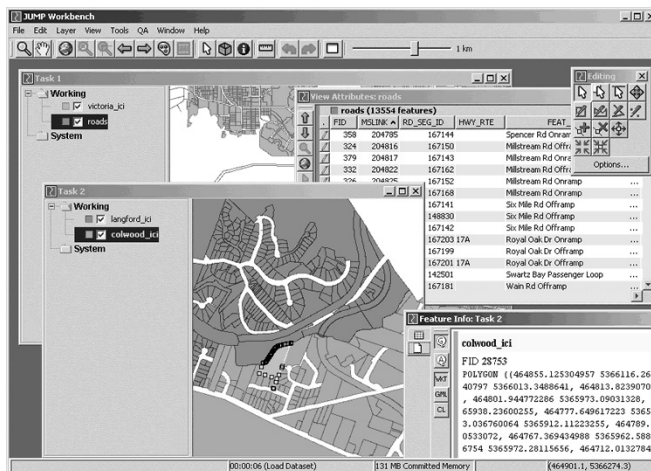 JUMP Workbench
File Edit Layer View Tools QA Window Help
1 km
Task 1
Working
victoria_ici
roads
System
View Attributes: roads
roads (13554 features)
FID MSLINK RD_SEG_ID HWY_RTE FEAT_
358 204785 167144 Spencer Rd Onramp
324 204816 167150 Millstream Rd Offramp
379 204817 167143 Millstream Rd Onramp
332 204822 167162 Millstream Rd Offramp ...
326 204825 167152 Millstream Rd Onramp ...
167168 Millstream Rd Onramp ...
167141 Six Mile Rd Offramp ...
148830 Six Mile Rd Offramp ...
167142 Six Mile Rd Offramp ...
167203 17A Royal Oak Dr Onramp ...
167199 Royal Oak Dr Offramp ...
167201 17A Royal Oak Dr Offramp ...
142501 Swartz Bay Passenger Loop ...
167181 Wain Rd Offramp ...
Editing
Options...
Task 2
Working
langford_ici
colwood_ici
System
Feature Info: Task 2
WKT
GML
CL
colwood_ici
FID 28753
POLYGON ((464855.125304957 5366116.26
40797 5366013.3488641, 464813.8239070
, 464801.944772286 5365973.09031328,
65938.23600255, 464777.649617223 5365
3.036760064 5365912.11223255, 464789.
0533072, 464767.369434988 5365962.588
6754 5365972.28115656, 464712.0132784
00:00:06 (Load Dataset)
131 MB Committed Memory
(464901.1, 5366274.3)